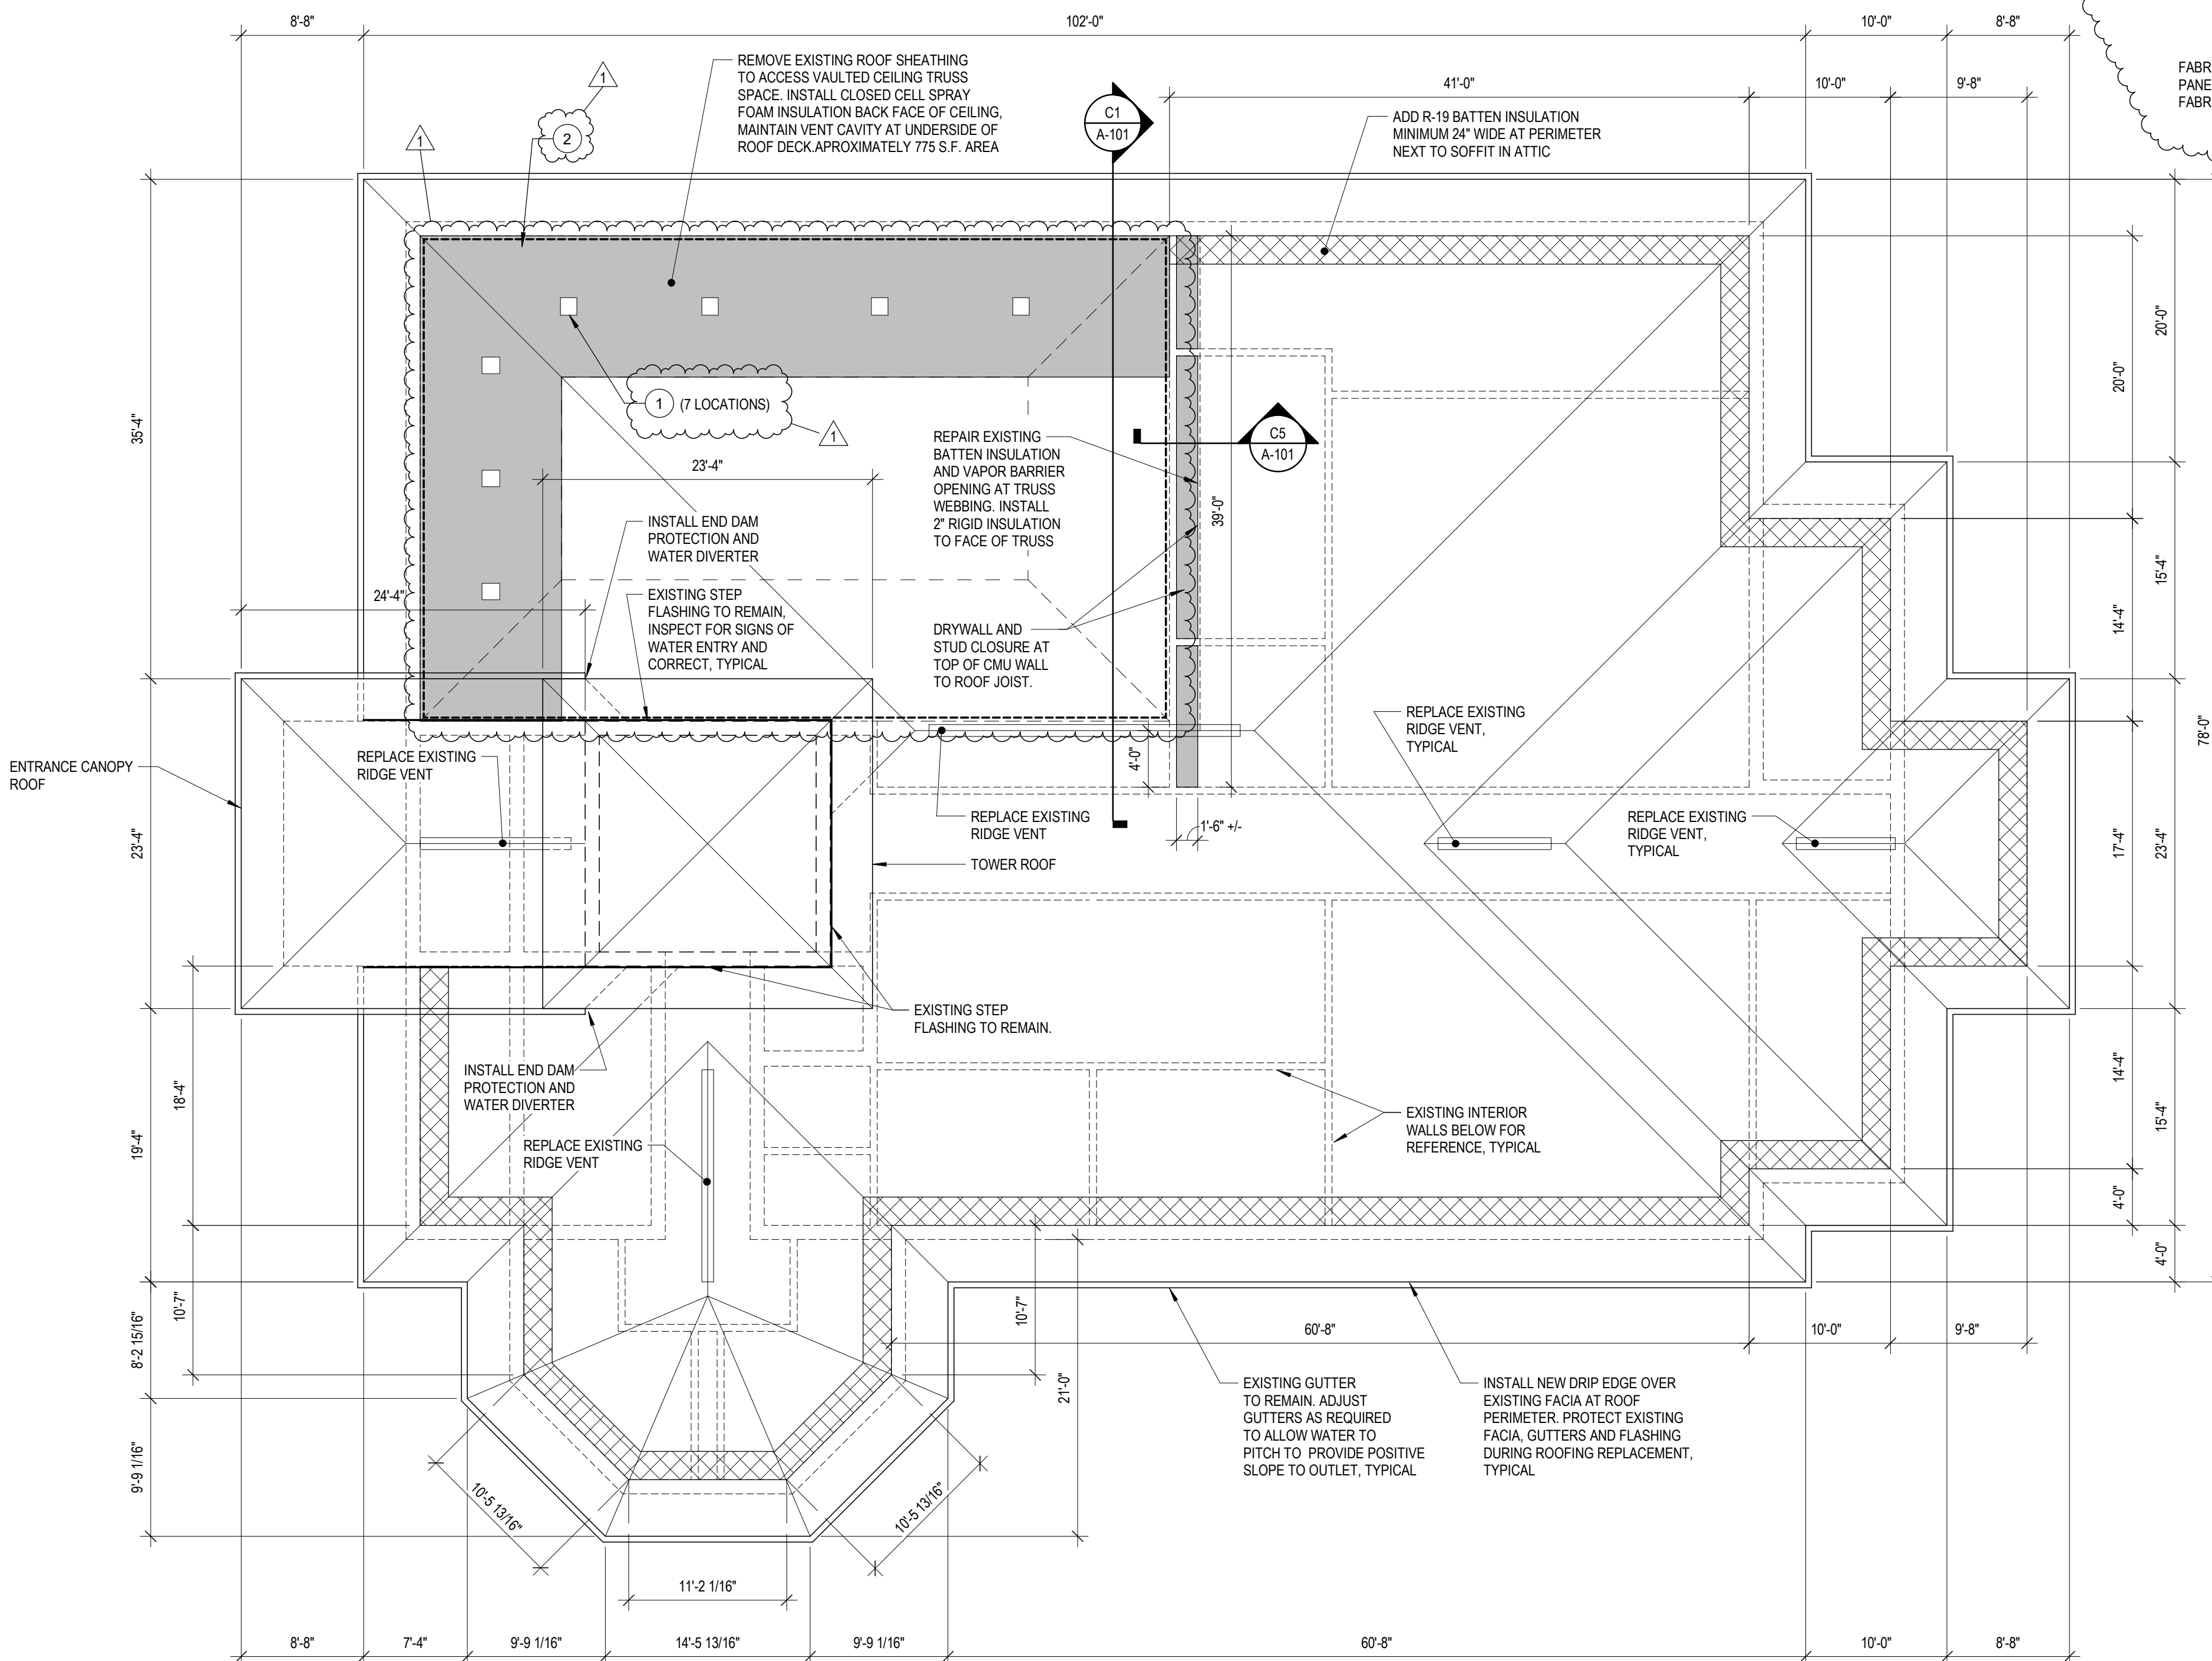 8'-8"
102'-0"
10'-0"
8'-8"
41'-0"
10'-0"
9'-8"
FABR
PANE
FABR
REMOVE EXISTING ROOF SHEATHING
TO ACCESS VAULTED CEILING TRUSS
SPACE. INSTALL CLOSED CELL SPRAY
FOAM INSULATION BACK FACE OF CEILING,
MAINTAIN VENT CAVITY AT UNDERSIDE OF
ROOF DECK.APROXIMATELY 775 S.F. AREA
1
2
1
C1
A-101
ADD R-19 BATTEN INSULATION
MINIMUM 24" WIDE AT PERIMETER
NEXT TO SOFFIT IN ATTIC
35'-4"
1 (7 LOCATIONS)
1
23'-4"
REPAIR EXISTING
BATTEN INSULATION
AND VAPOR BARRIER
OPENING AT TRUSS
WEBBING. INSTALL
2" RIGID INSULATION
TO FACE OF TRUSS
C5
A-101
39'-0"
20'-0"
20'-0"
INSTALL END DAM
PROTECTION AND
WATER DIVERTER
24'-4"
EXISTING STEP
FLASHING TO REMAIN,
INSPECT FOR SIGNS OF
WATER ENTRY AND
CORRECT, TYPICAL
DRYWALL AND
STUD CLOSURE AT
TOP OF CMU WALL
TO ROOF JOIST.
14'-4"
15'-4"
78'-0"
ENTRANCE CANOPY
ROOF
REPLACE EXISTING
RIDGE VENT
4'-0"
REPLACE EXISTING
RIDGE VENT,
TYPICAL
REPLACE EXISTING
RIDGE VENT
1'-6" +/-
REPLACE EXISTING
RIDGE VENT,
TYPICAL
TOWER ROOF
23'-4"
17'-4"
23'-4"
EXISTING STEP
FLASHING TO REMAIN.
INSTALL END DAM
PROTECTION AND
WATER DIVERTER
18'-4"
19'-4"
REPLACE EXISTING
RIDGE VENT
EXISTING INTERIOR
WALLS BELOW FOR
REFERENCE, TYPICAL
14'-4"
15'-4"
4'-0"
4'-0"
8'-2 15/16"
10'-7"
10'-7"
21'-0"
60'-8"
10'-0"
9'-8"
EXISTING GUTTER
TO REMAIN. ADJUST
GUTTERS AS REQUIRED
TO ALLOW WATER TO
PITCH TO PROVIDE POSITIVE
SLOPE TO OUTLET, TYPICAL
INSTALL NEW DRIP EDGE OVER
EXISTING FACIA AT ROOF
PERIMETER. PROTECT EXISTING
FACIA, GUTTERS AND FLASHING
DURING ROOFING REPLACEMENT,
TYPICAL
9'-9 1/16"
10'-5 13/16"
10'-5 13/16"
11'-2 1/16"
8'-8"
7'-4"
9'-9 1/16"
14'-5 13/16"
9'-9 1/16"
60'-8"
10'-0"
8'-8"